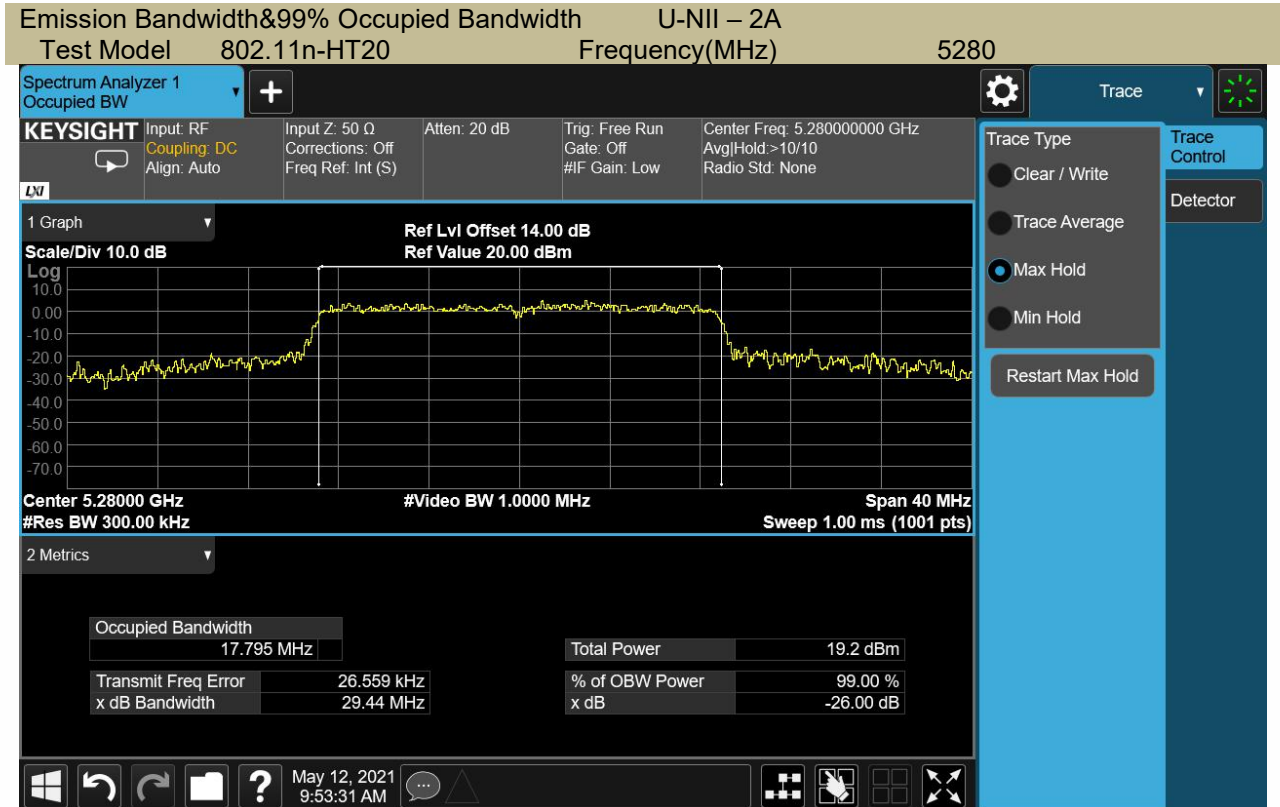 Emission Bandwidth&99% Occupied Bandwidth U-NII – 2A
Test Model 802.11n-HT20 Frequency(MHz) 5280
Spectrum Analyzer 1
Occupied BW
+
Trace
KEYSIGHT
LXI
Input: RF
Coupling: DC
Align: Auto
Input Z: 50 Ω
Corrections: Off
Freq Ref: Int (S)
Atten: 20 dB
Trig: Free Run
Gate: Off
#IF Gain: Low
Center Freq: 5.280000000 GHz
Avg|Hold:>10/10
Radio Std: None
Trace Type
Clear / Write
Trace Average
Max Hold
Min Hold
Restart Max Hold
Trace
Control
Detector
1 Graph
Scale/Div 10.0 dB
Ref Lvl Offset 14.00 dB
Ref Value 20.00 dBm
Log
10.0
0.00
-10.0
-20.0
-30.0
-40.0
-50.0
-60.0
-70.0
Center 5.28000 GHz
#Res BW 300.00 kHz
#Video BW 1.0000 MHz
Span 40 MHz
Sweep 1.00 ms (1001 pts)
2 Metrics
Occupied Bandwidth
17.795 MHz
Transmit Freq Error 26.559 kHz
x dB Bandwidth 29.44 MHz
Total Power 19.2 dBm
% of OBW Power 99.00 %
x dB -26.00 dB
?
May 12, 2021
9:53:31 AM